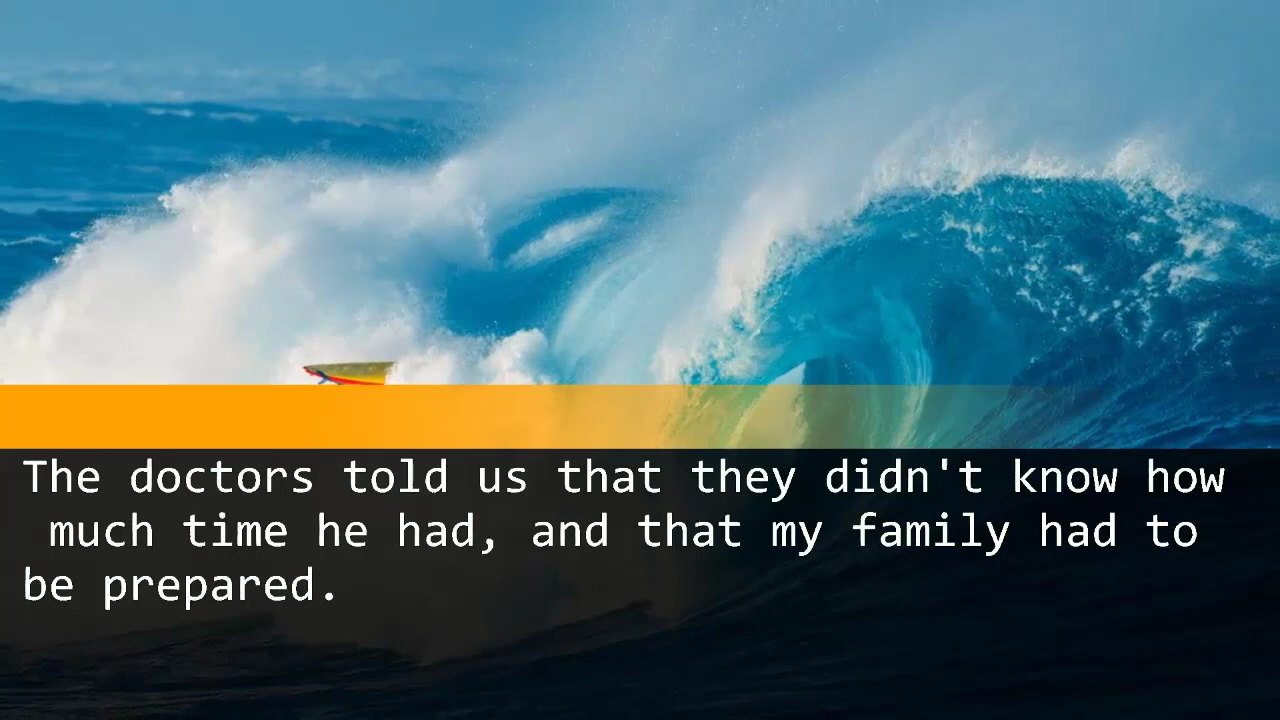 The doctors told us that they didn't know how
much time he had, and that my family had to
be prepared.